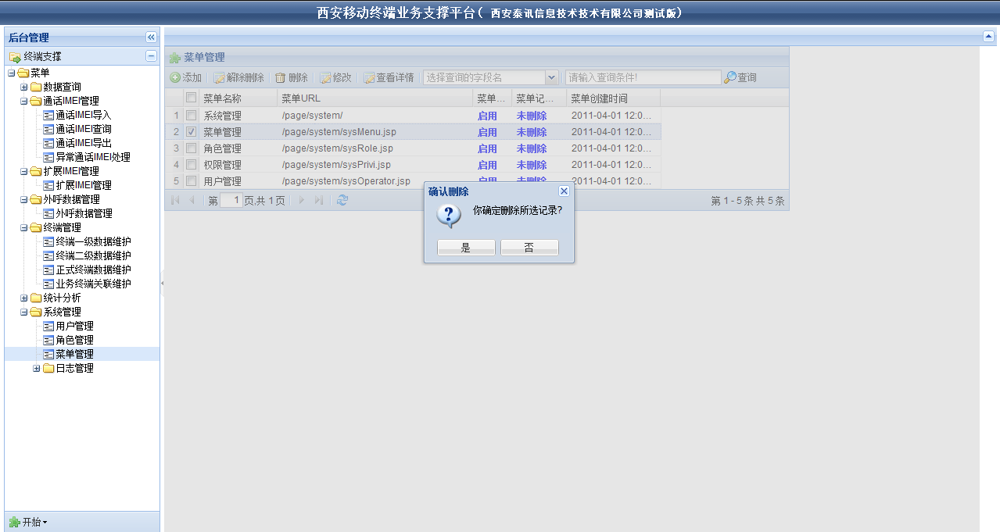 西安移动终端业务支撑平台( 西安秦讯信息技术技术有限公司测试版)
后台管理
终端支撑
菜单
数据查询
通话IMEI管理
通话IMEI导入
通话IMEI查询
通话IMEI导出
异常通话IMEI处理
扩展IMEI管理
扩展IMEI管理
外呼数据管理
外呼数据管理
终端管理
终端一级数据维护
终端二级数据维护
正式终端数据维护
业务终端关联维护
统计分析
系统管理
用户管理
角色管理
菜单管理
日志管理
开始
菜单管理
添加 解除删除 删除 修改 查看详情 选择查询的字段名 请输入查询条件! 查询
菜单名称 菜单URL 菜单... 菜单记... 菜单创建时间
1 系统管理 /page/system/ 启用 未删除 2011-04-01 12:0...
2 菜单管理 /page/system/sysMenu.jsp 启用 未删除 2011-04-01 12:0...
3 角色管理 /page/system/sysRole.jsp 启用 未删除 2011-04-01 12:0...
4 权限管理 /page/system/sysPrivi.jsp 启用 未删除 2011-04-01 12:0...
5 用户管理 /page/system/sysOperator.jsp 启用 未删除 2011-04-01 12:0...
第 1 页,共 1 页 第 1 - 5 条 共 5 条
确认删除
你确定删除所选记录?
是 否